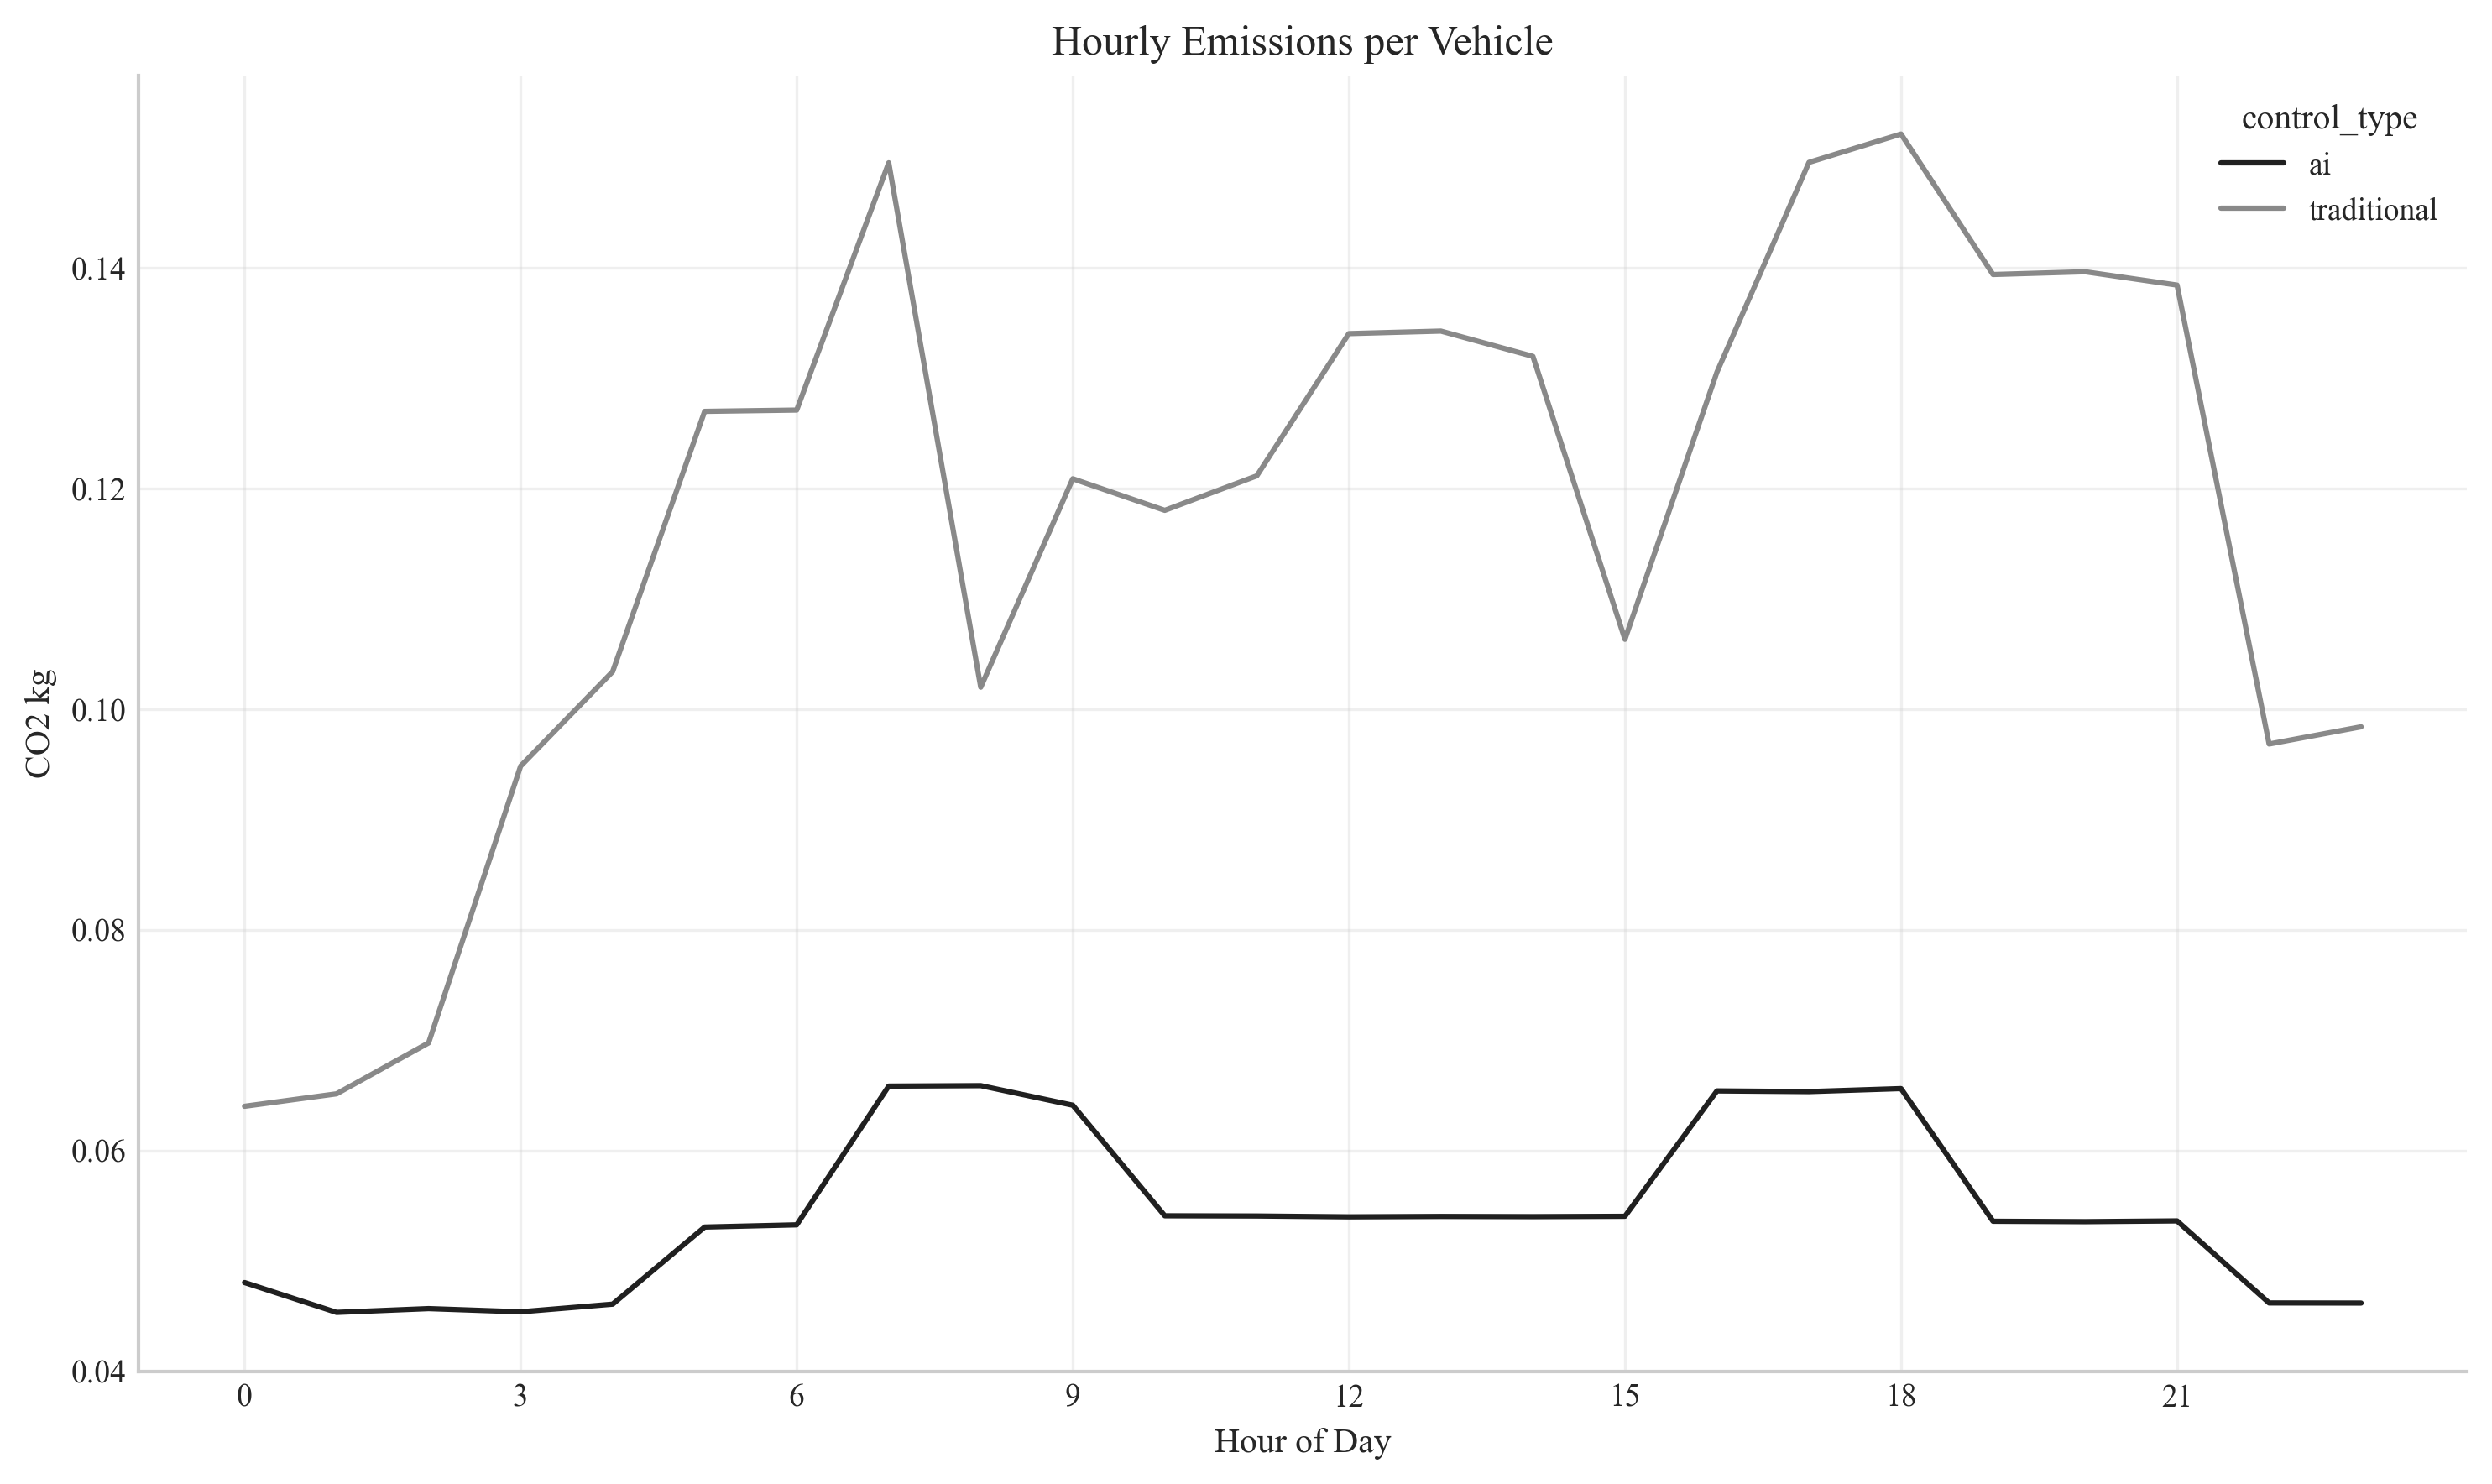 Hourly Emissions per Vehicle
control_type
ai
traditional
0.14
0.12
0.10
0.08
0.06
0.04
CO2 kg
0 3 6 9 12 15 18 21
Hour of Day